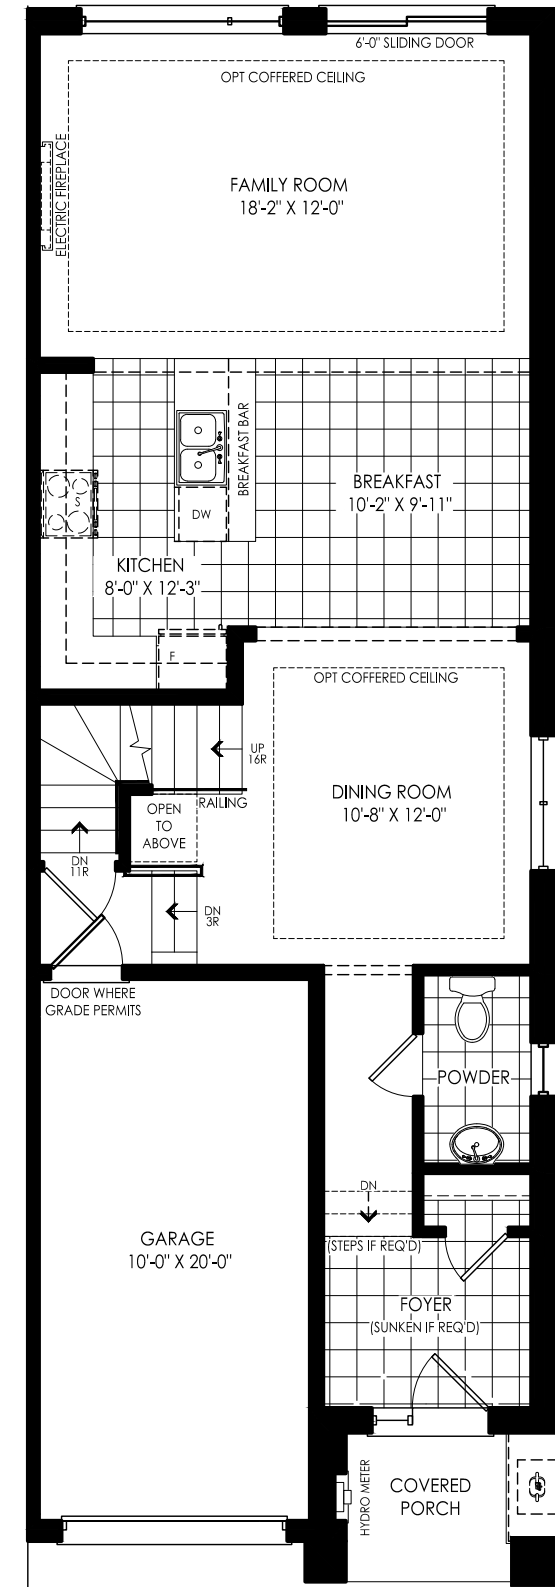 6'-0" SLIDING DOOR
OPT COFFERED CEILING
ELECTRIC FIREPLACE
FAMILY ROOM
18'-2" X 12'-0"
BREAKFAST BAR
BREAKFAST
10'-2" X 9'-11"
S
DW
KITCHEN
8'-0" X 12'-3"
F
OPT COFFERED CEILING
UP
16R
RAILING
DINING ROOM
10'-8" X 12'-0"
OPEN
TO
ABOVE
DN
11R
DN
3R
DOOR WHERE
GRADE PERMITS
POWDER
DN
(STEPS IF REQ'D)
GARAGE
10'-0" X 20'-0"
FOYER
(SUNKEN IF REQ'D)
HYDRO METER
COVERED
PORCH